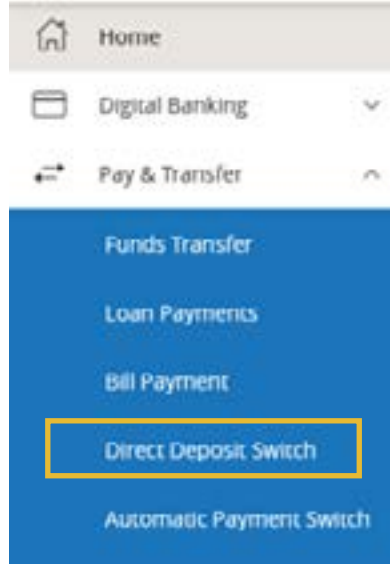 Home
Digital Banking
Pay & Transfer
Funds Transfer
Loan Payments
Bill Payment
Direct Deposit Switch
Automatic Payment Switch